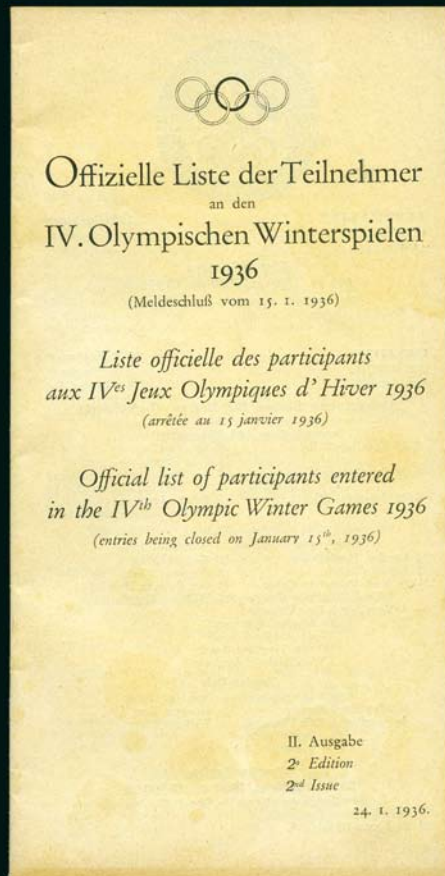 Offizielle Liste der Teilnehmer
an den
IV. Olympischen Winterspielen
1936
(Meldeschluß vom 15. 1. 1936)
Liste officielle des participants
aux IVes Jeux Olympiques d'Hiver 1936
(arrêtée au 15 janvier 1936)
Official list of participants entered
in the IVth Olympic Winter Games 1936
(entries being closed on January 15th, 1936)
II. Ausgabe
2e Edition
2nd Issue
24. 1. 1936.